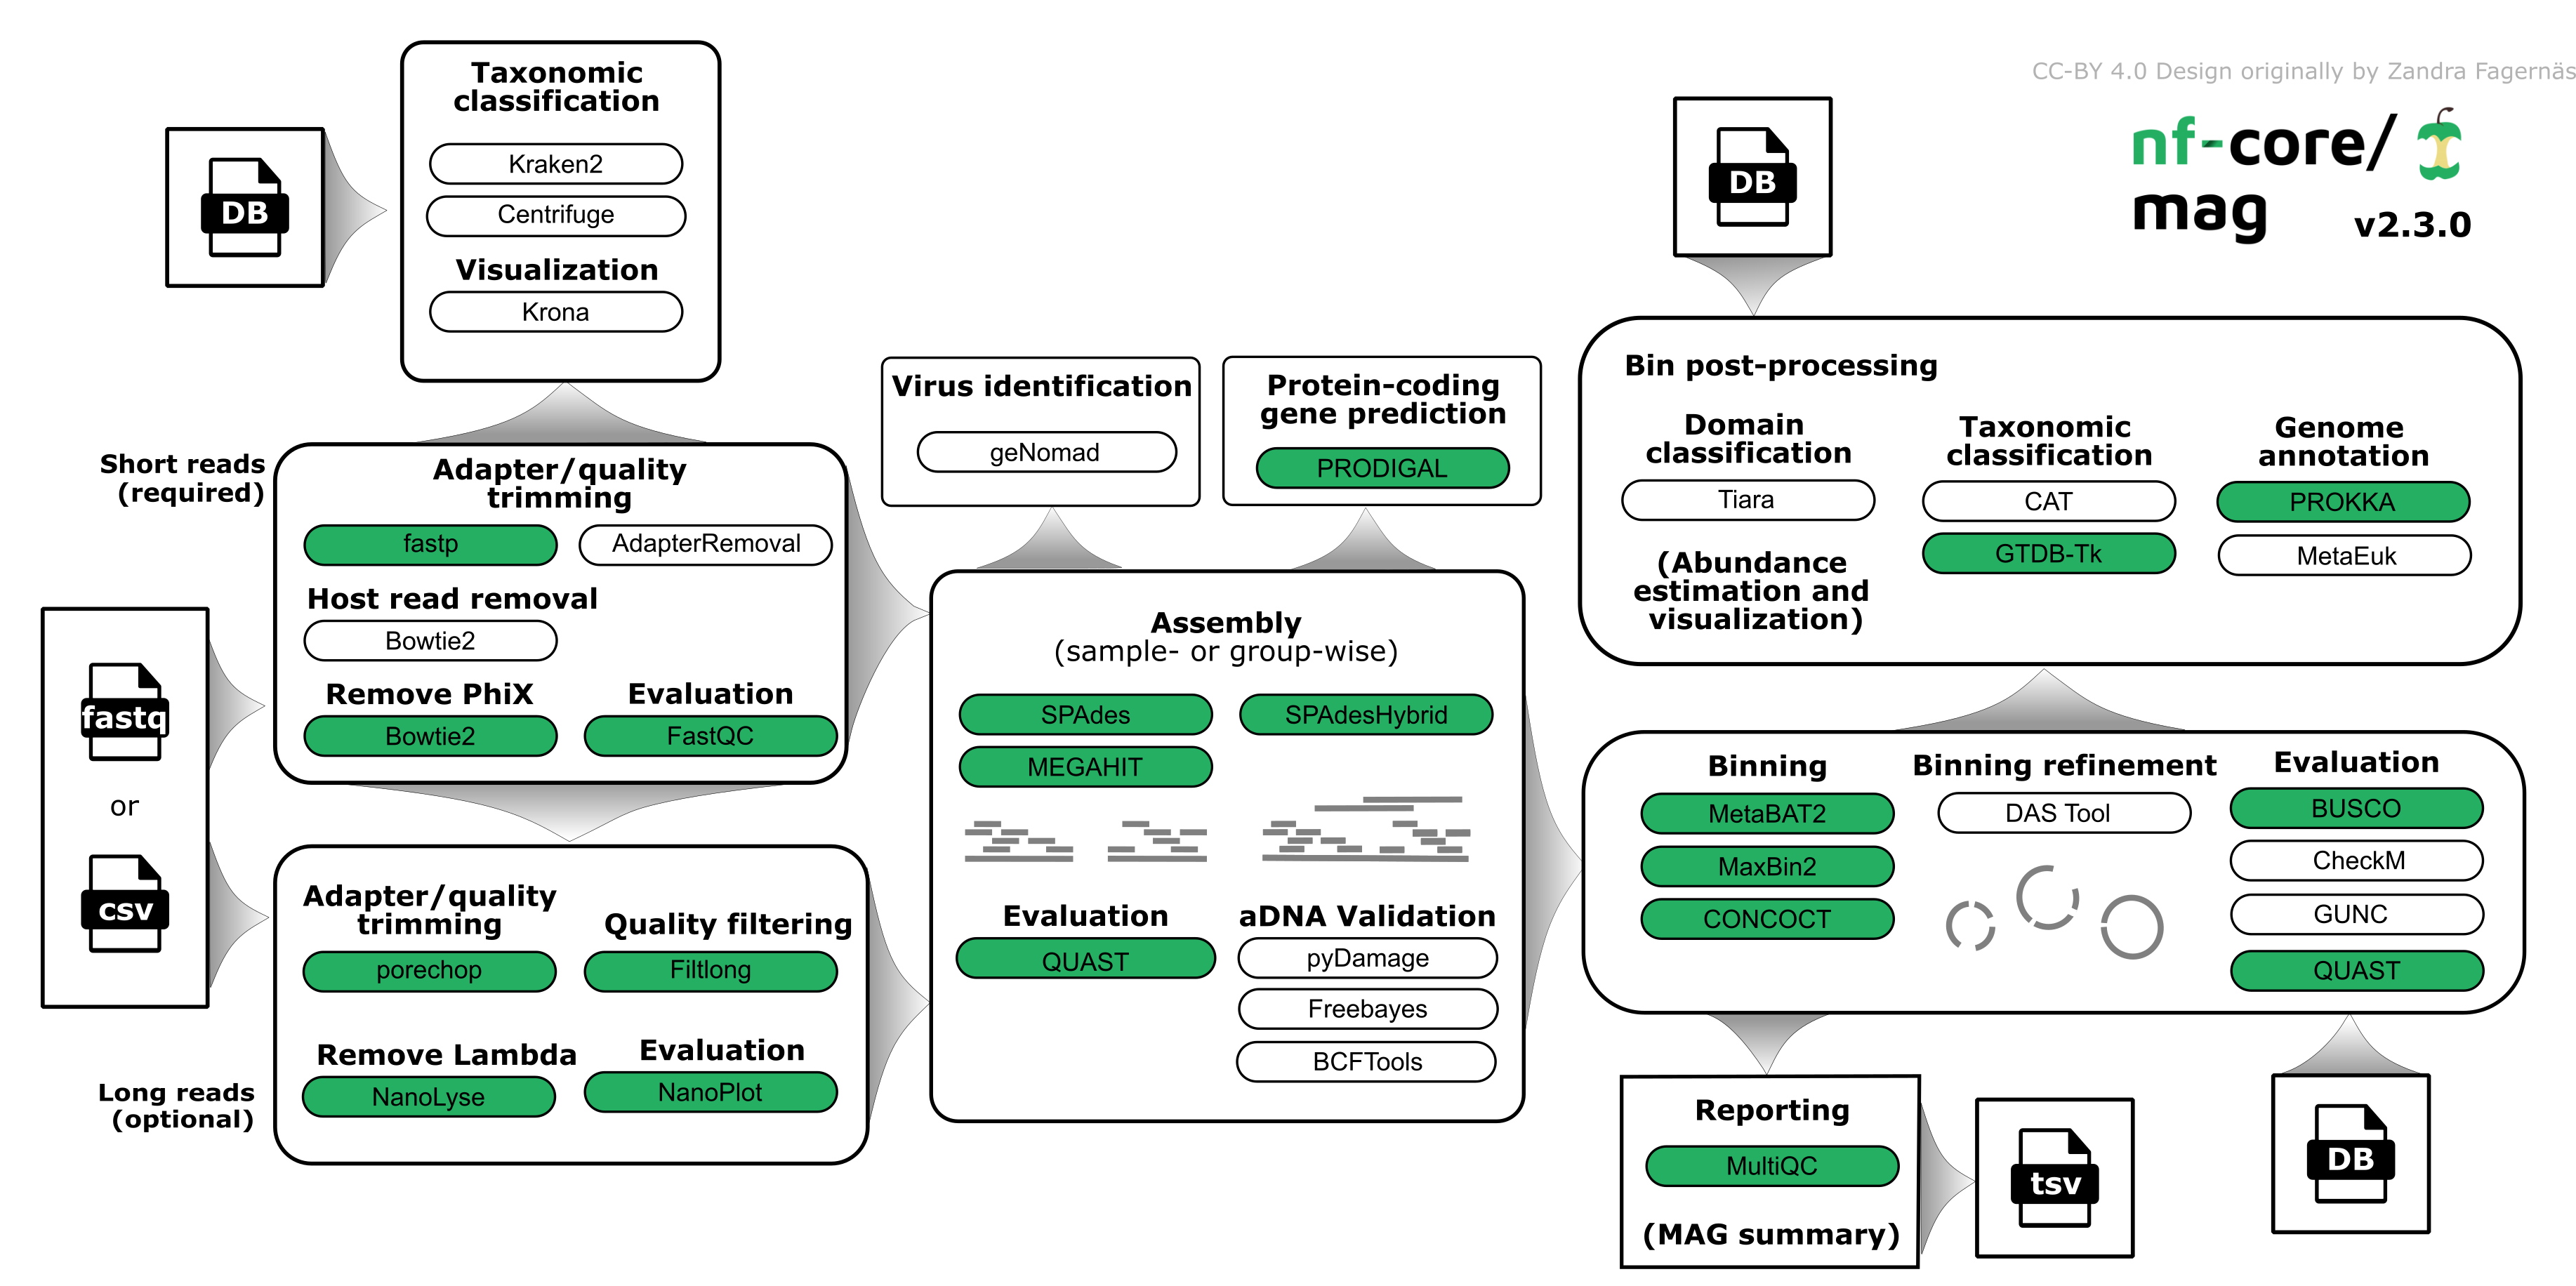 CC-BY 4.0 Design originally by Zandra Fagernäs
nf-core/
mag
v2.3.0
DB
Taxonomic
classification
Kraken2
Centrifuge
Visualization
Krona
Short reads
(required)
Adapter/quality
trimming
fastp
AdapterRemoval
Host read removal
Bowtie2
Remove PhiX
Bowtie2
Evaluation
FastQC
fastq
or
csv
Adapter/quality
trimming
porechop
Quality filtering
Filtlong
Remove Lambda
NanoLyse
Evaluation
NanoPlot
Long reads
(optional)
Virus identification
geNomad
Protein-coding
gene prediction
PRODIGAL
Assembly
(sample- or group-wise)
SPAdes
SPAdesHybrid
MEGAHIT
Evaluation
QUAST
aDNA Validation
pyDamage
Freebayes
BCFTools
DB
Bin post-processing
Domain
classification
Tiara
(Abundance
estimation and
visualization)
Taxonomic
classification
CAT
GTDB-Tk
Genome
annotation
PROKKA
MetaEuk
Binning
MetaBAT2
MaxBin2
CONCOCT
Binning refinement
DAS Tool
Evaluation
BUSCO
CheckM
GUNC
QUAST
Reporting
MultiQC
(MAG summary)
tsv
DB